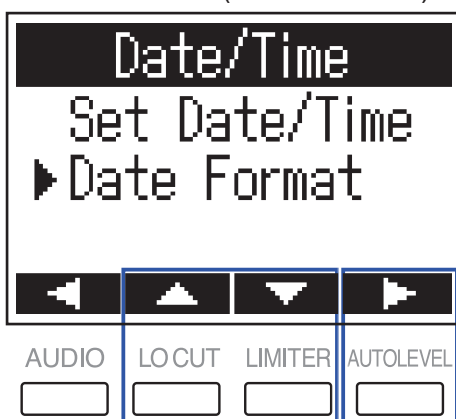 Date/Time
Set Date/Time
Date Format
AUDIO LO CUT LIMITER AUTOLEVEL